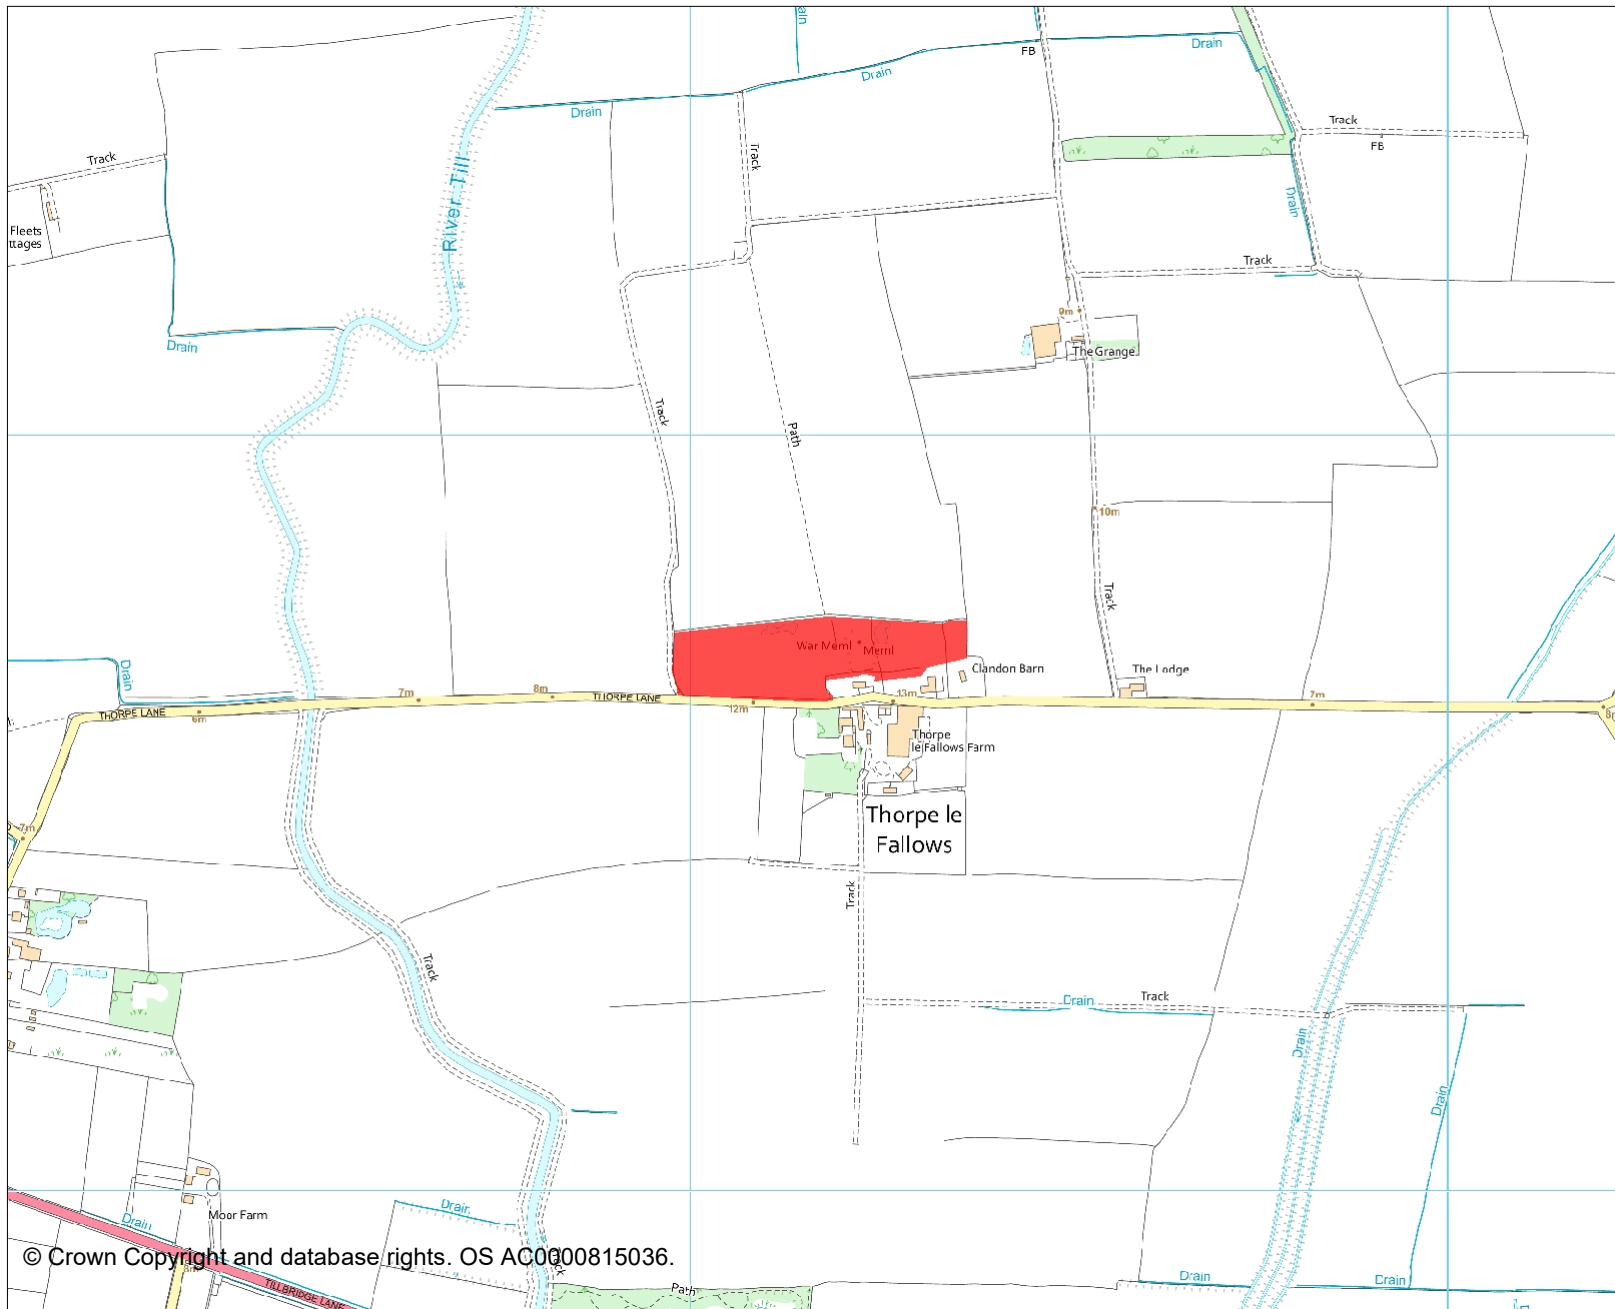 Drain
FB
Drain
Drain
Drain
Track
FB
Track
Track
River Till
Drain
Fleets
ttages
Track
9m
The Grange
Drain
Track
Path
10m
Track
War Meml
Meml
Clandon Barn
The Lodge
Drain
7m
8m
THORPE LANE
12m
13m
7m
8m
THORPE LANE
6m
Thorpe
le Fallows Farm
7m
Thorpe le
Fallows
Track
Track
Drain
Track
Drain
Drain
Moor Farm
Drain
Drain
© Crown Copyright and database rights. OS AC0000815036.
8m
TILLBRIDGE LANE
Path
Drain
Drain